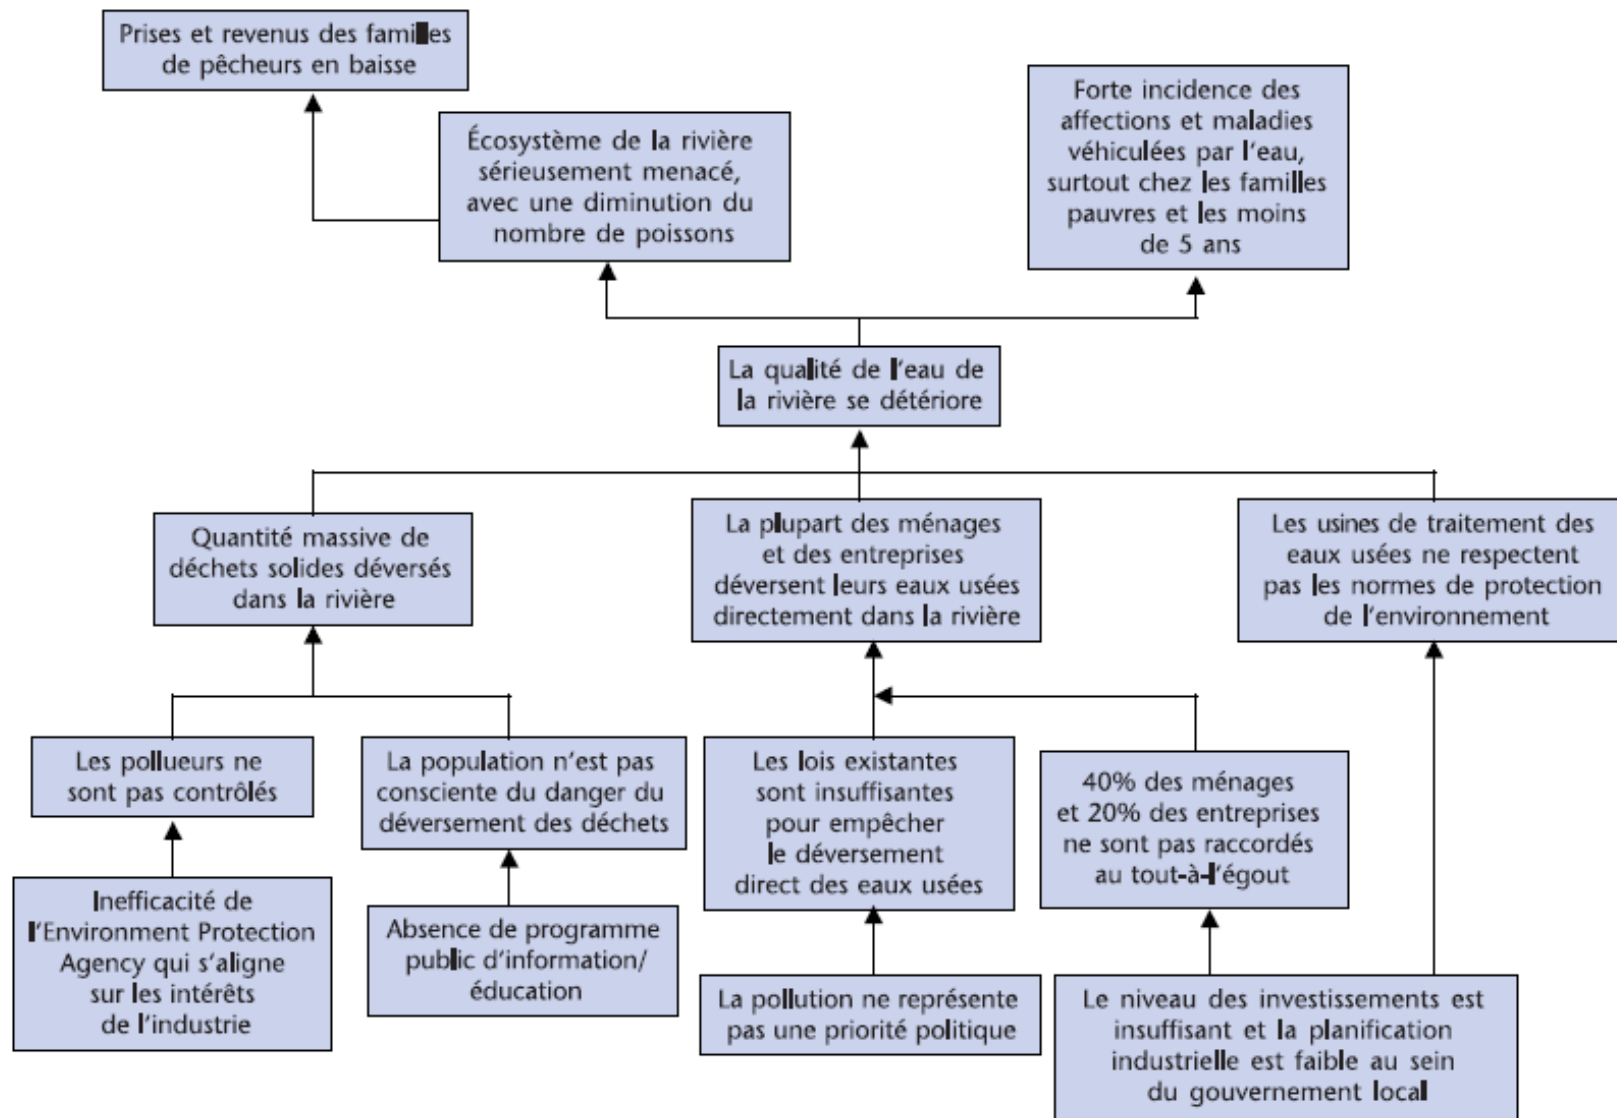 Prises et revenus des familles
de pêcheurs en baisse
Forte incidence des
affections et maladies
véhiculées par l'eau,
surtout chez les familles
pauvres et les moins
de 5 ans
Écosystème de la rivière
sérieusement menacé,
avec une diminution du
nombre de poissons
La qualité de l'eau de
la rivière se détériore
Quantité massive de
déchets solides déversés
dans la rivière
La plupart des ménages
et des entreprises
déversent leurs eaux usées
directement dans la rivière
Les usines de traitement des
eaux usées ne respectent
pas les normes de protection
de l'environnement
Les pollueurs ne
sont pas contrôlés
La population n'est pas
consciente du danger du
déversement des déchets
Les lois existantes
sont insuffisantes
pour empêcher
le déversement
direct des eaux usées
40% des ménages
et 20% des entreprises
ne sont pas raccordés
au tout-à-l'égout
Inefficacité de
l'Environment Protection
Agency qui s'aligne
sur les intérêts
de l'industrie
Absence de programme
public d'information/
éducation
La pollution ne représente
pas une priorité politique
Le niveau des investissements est
insuffisant et la planification
industrielle est faible au sein
du gouvernement local